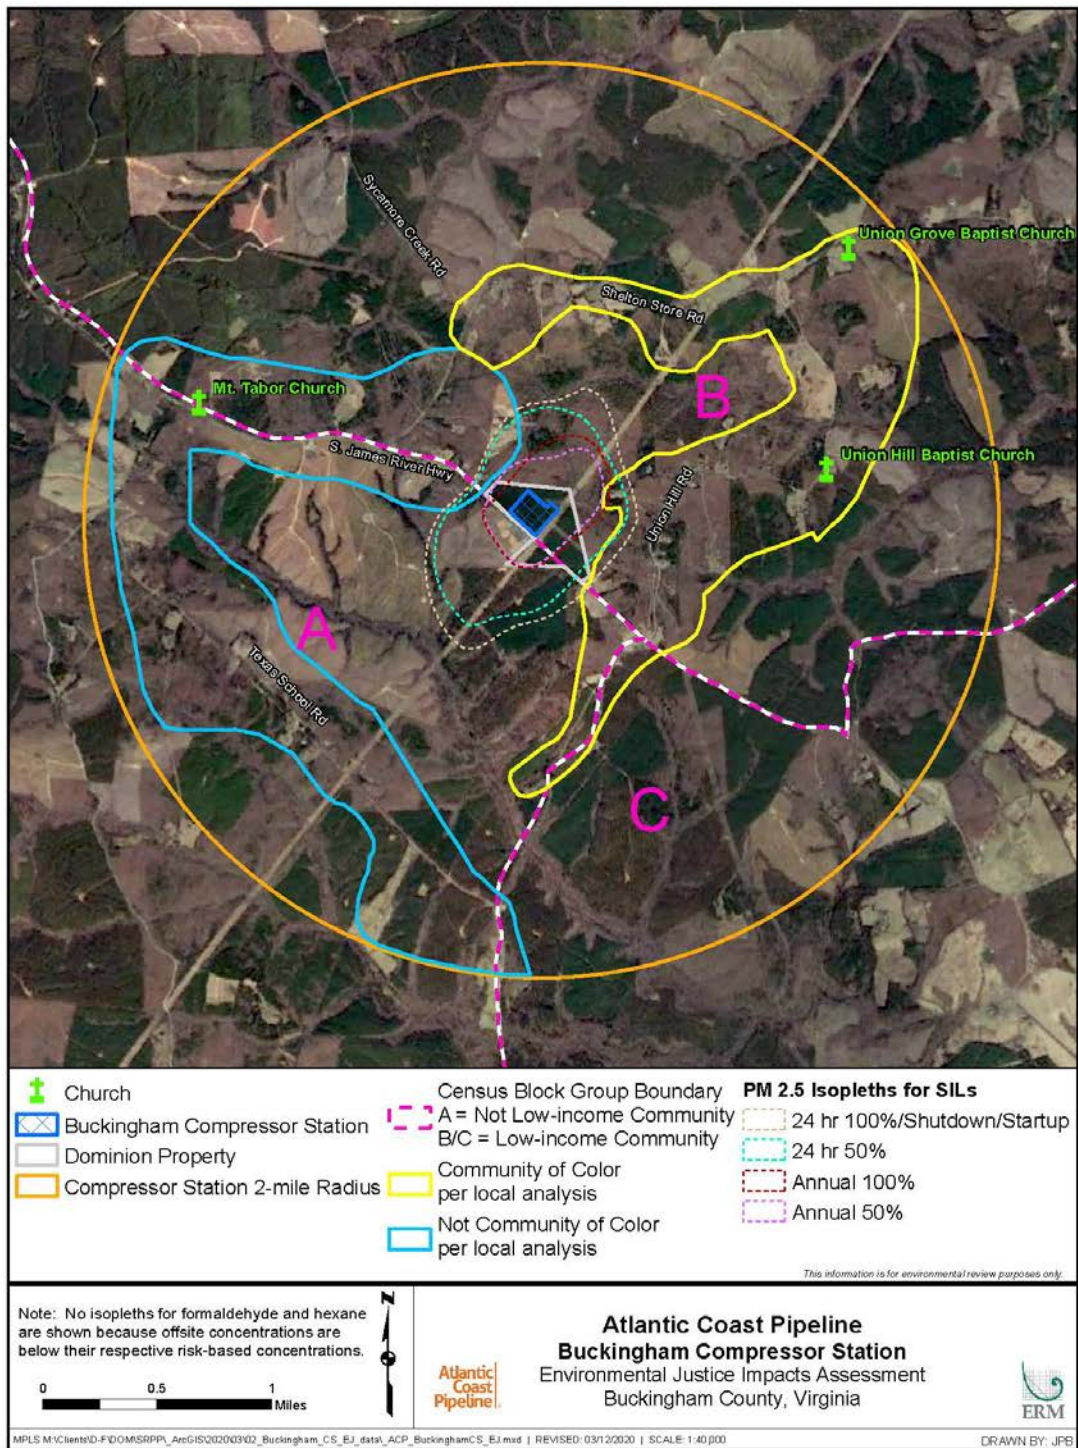 Sycamore Creek Rd
Union Grove Baptist Church
Shelton Store Rd.
Mt. Tabor Church
B
S. James River Hwy
Union Hill Baptist Church
Union Hill Rd
A
Texas School Rd
C
Church
Buckingham Compressor Station
Dominion Property
Compressor Station 2-mile Radius
Census Block Group Boundary
A = Not Low-income Community
B/C = Low-income Community
Community of Color
per local analysis
Not Community of Color
per local analysis
PM 2.5 Isopleths for SILs
24 hr 100%/Shutdown/Startup
24 hr 50%
Annual 100%
Annual 50%
This information is for environmental review purposes only.
Note: No isopleths for formaldehyde and hexane
are shown because offsite concentrations are
below their respective risk-based concentrations.
N
0 0.5 1
Miles
Atlantic
Coast
Pipeline
Atlantic Coast Pipeline
Buckingham Compressor Station
Environmental Justice Impacts Assessment
Buckingham County, Virginia
ERM
REVISED: 03/12/2020 | SCALE: 1:40,000
DRAWN BY: JPB